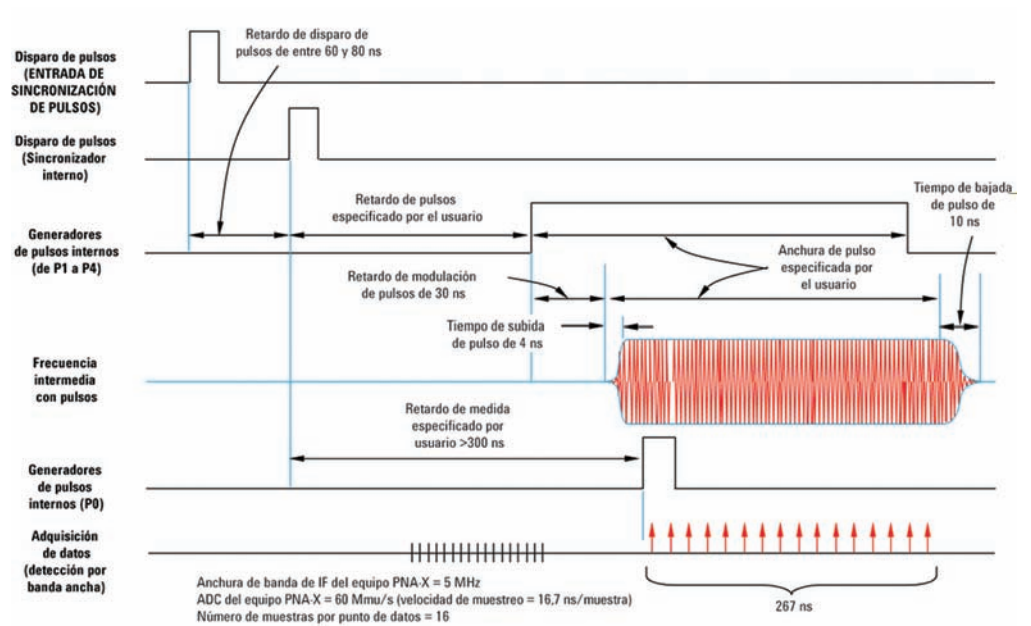 Disparo de pulsos
(ENTRADA DE
SINCRONIZACIÓN
DE PULSOS)
Retardo de disparo de
pulsos de entre 60 y 80 ns
Disparo de pulsos
(Sincronizador
interno)
Retardo de pulsos
especificado por el usuario
Tiempo de bajada
de pulso de
10 ns
Generadores
de pulsos internos
(de P1 a P4)
Anchura de pulso
especificada por
el usuario
Retardo de modulación
de pulsos de 30 ns
Tiempo de subida
de pulso de 4 ns
Frecuencia
intermedia
con pulsos
Retardo de medida
especificado por
usuario >300 ns
Generadores
de pulsos
internos (P0)
Adquisición
de datos
(detección por
banda ancha)
Anchura de banda de IF del equipo PNA-X = 5 MHz
ADC del equipo PNA-X = 60 Mmu/s (velocidad de muestreo = 16,7 ns/muestra)
Número de muestras por punto de datos = 16
267 ns